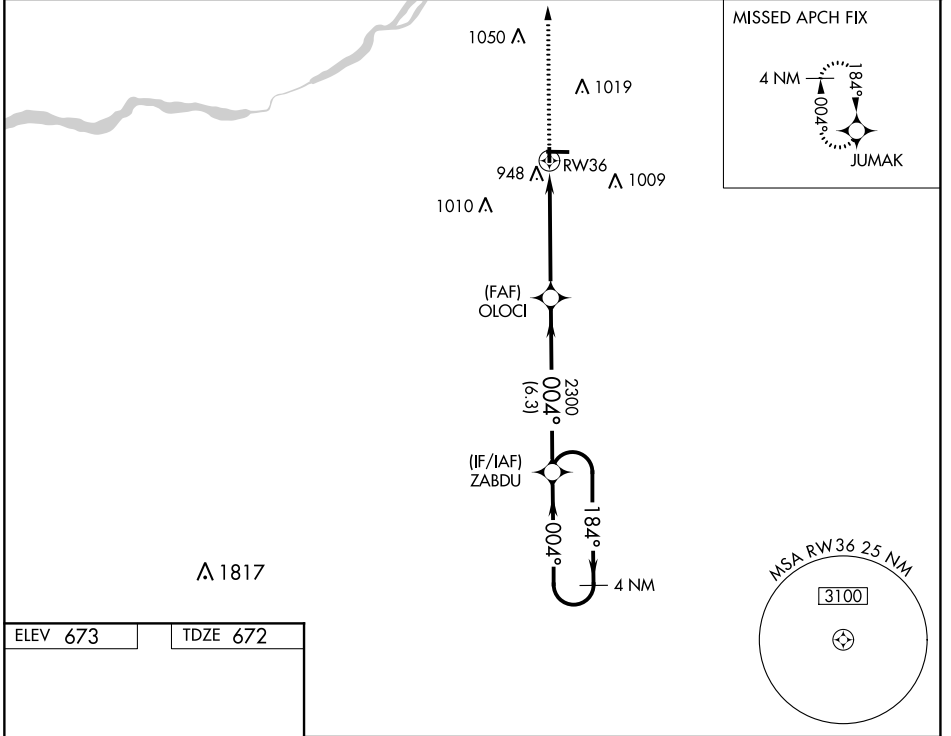 MISSED APCH FIX
4 NM
184°
004°
JUMAK
1050
1019
948
RW36
1009
1010
(FAF)
OLOCI
2300
004°
(6.3)
(IF/IAF)
ZABDU
004°
184°
4 NM
1817
MSA RW36 25 NM
3100
ELEV 673
TDZE 672